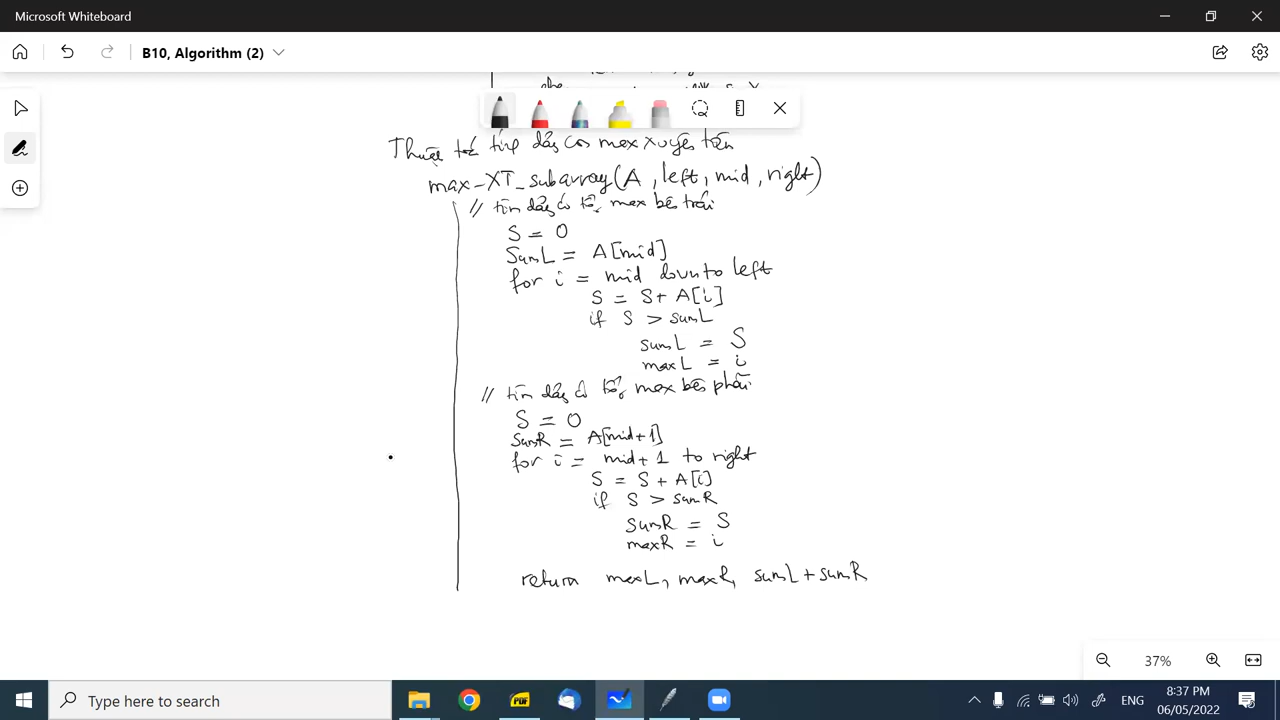 Microsoft Whiteboard
B10, Algorithm (2)
Thuật toán tìm dãy con max xuyên tâm
max_XT_subarray(A, left, mid, right)
// tìm dãy có tổng max bên trái
S = 0
SumL = A[mid]
for i = mid downto left
S = S + A[i]
if S > sumL
sumL = S
maxL = i
// tìm dãy có tổng max bên phải
S = 0
SumR = A[mid+1]
for i = mid+1 to right
S = S + A[i]
if S > sumR
sumR = S
maxR = i
return maxL, maxR, sumL + sumR
37%
Type here to search
ENG
8:37 PM
06/05/2022